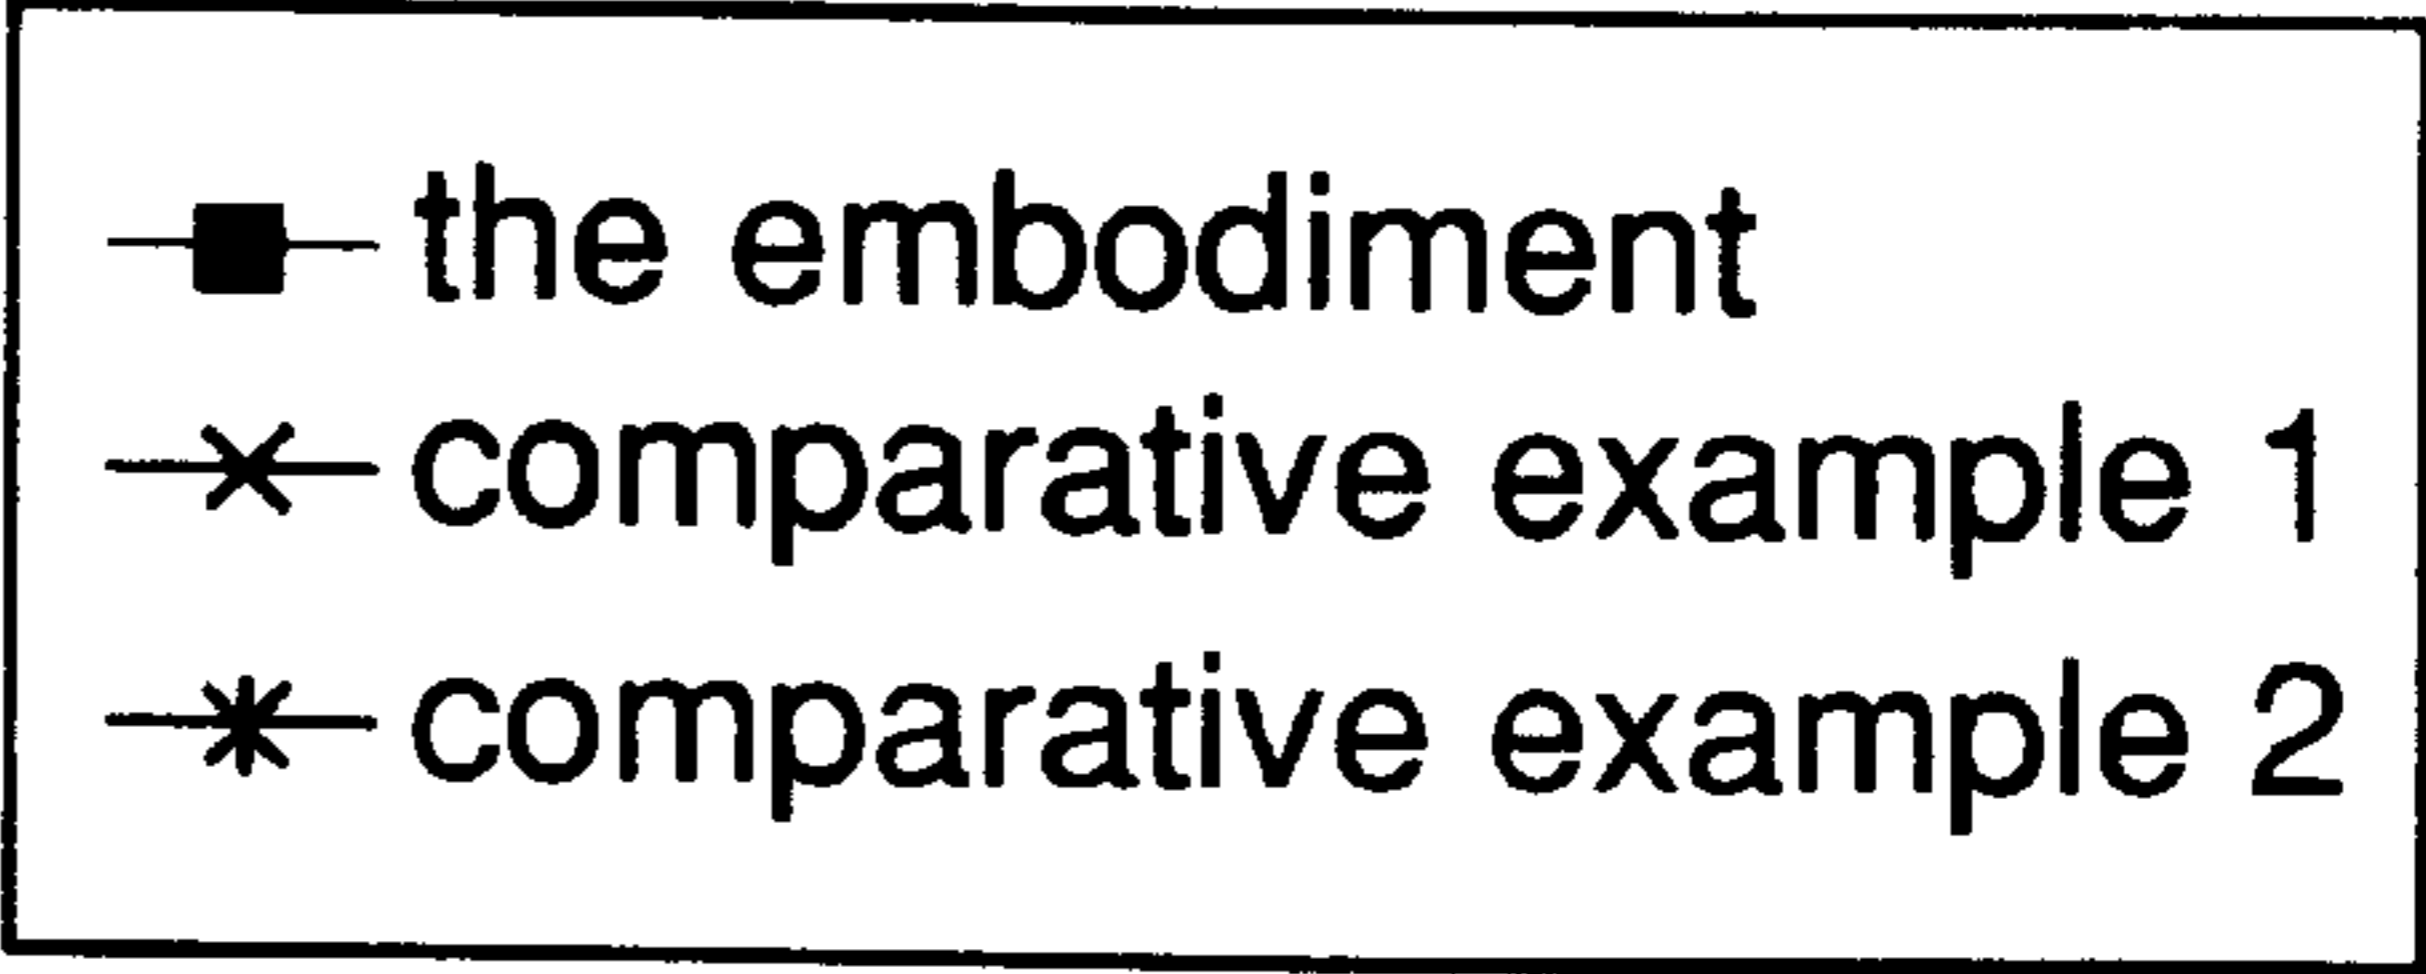 the embodiment
comparative example 1
comparative example 2